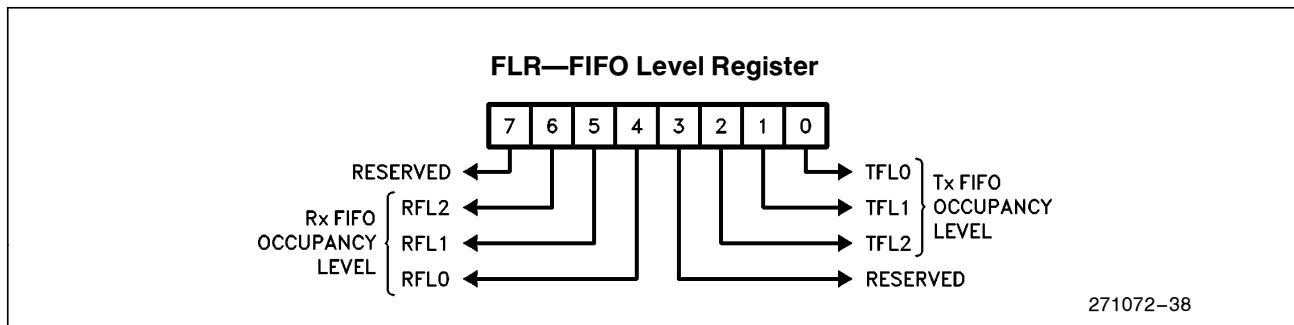 FLR—FIFO Level Register
7 6 5 4 3 2 1 0
RESERVED
RFL2
RFL1
RFL0
Rx FIFO
OCCUPANCY
LEVEL
TFL0
TFL1
TFL2
Tx FIFO
OCCUPANCY
LEVEL
RESERVED
271072–38